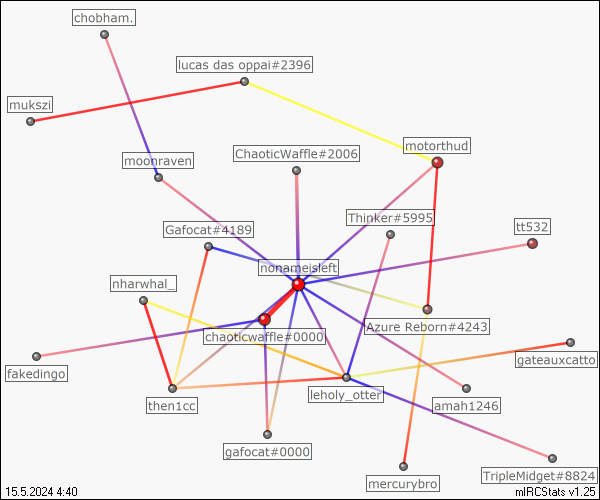 chobham.
lucas das oppai#2396
mukszi
motorthud
ChaoticWaffle#2006
moonraven
Thinker#5995
Gafocat#4189
tt532
nonameisleft
nharwhal_
Azure Reborn#4243
chaoticwaffle#0000
gateauxcatto
fakedingo
leholy_otter
then1cc
amah1246
gafocat#0000
TripleMidget#8824
mercurybro
15.5.2024 4:40
mIRCStats v1.25